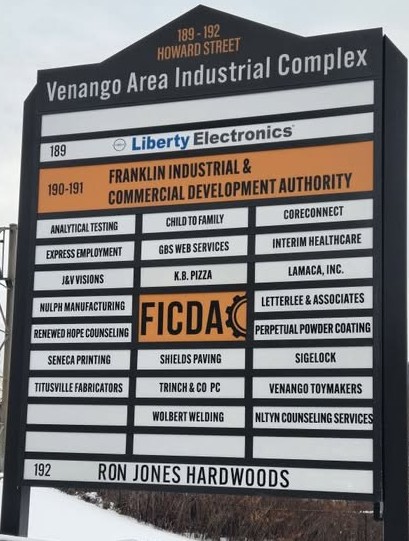 189 - 192
HOWARD STREET
Venango Area Industrial Complex
189 Liberty Electronics
190-191 FRANKLIN INDUSTRIAL &
COMMERCIAL DEVELOPMENT AUTHORITY
ANALYTICAL TESTING
EXPRESS EMPLOYMENT
J&V VISIONS
NULPH MANUFACTURING
RENEWED HOPE COUNSELING
SENECA PRINTING
TITUSVILLE FABRICATORS
CHILD TO FAMILY
GBS WEB SERVICES
K.B. PIZZA
FICDA
SHIELDS PAVING
TRINCH & CO PC
WOLBERT WELDING
CORECONNECT
INTERIM HEALTHCARE
LAMACA, INC.
LETTERLEE & ASSOCIATES
PERPETUAL POWDER COATING
SIGELOCK
VENANGO TOYMAKERS
NLTYN COUNSELING SERVICES
192 RON JONES HARDWOODS